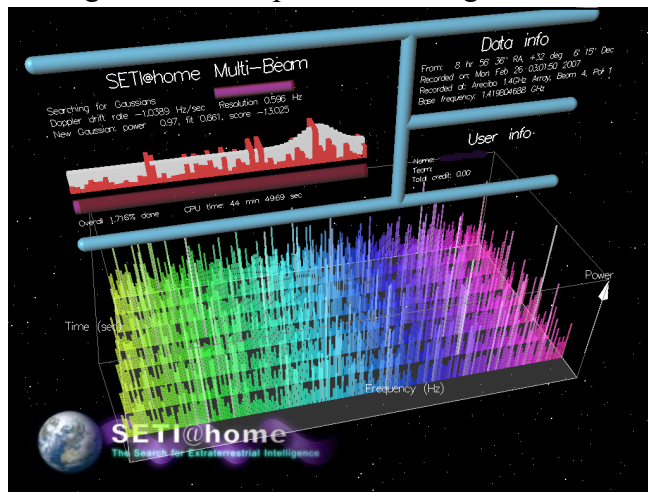 SETI@home Multi-Beam
Searching for Gaussians
Doppler drift rate -1.0389 Hz/sec Resolution 0.596 Hz
New Gaussian: power 0.97, fit 0.661, score -13.025
Overall 1.716% done CPU time: 44 min 49.69 sec
Data info
From: 8 hr 56' 36" RA, +32 deg 6' 15" Dec
Recorded on: Mon Feb 26 03:01:50 2007
Recorded at: Arecibo 1.4GHz Array, Beam 4, Pol 1
Base frequency: 1.419804688 GHz
User info
Name:
Team:
Total credit: 0.00
Power
Time (sec)
Frequency (Hz)
SETI@home
The Search for Extraterrestrial Intelligence